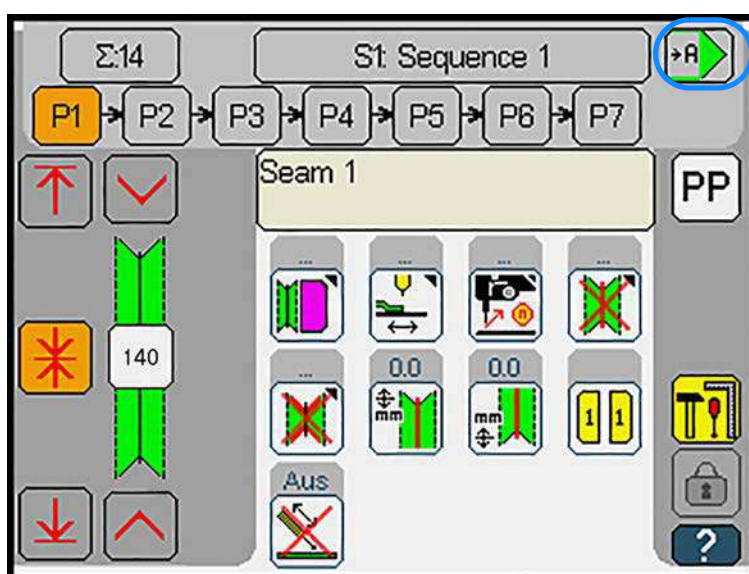 Σ:14 S1: Sequence 1 →A
P1 P2 P3 P4 P5 P6 P7
Seam 1
PP
... ... ... ...
140
... 0.0 0.0
mm mm 1 1
Aus
?